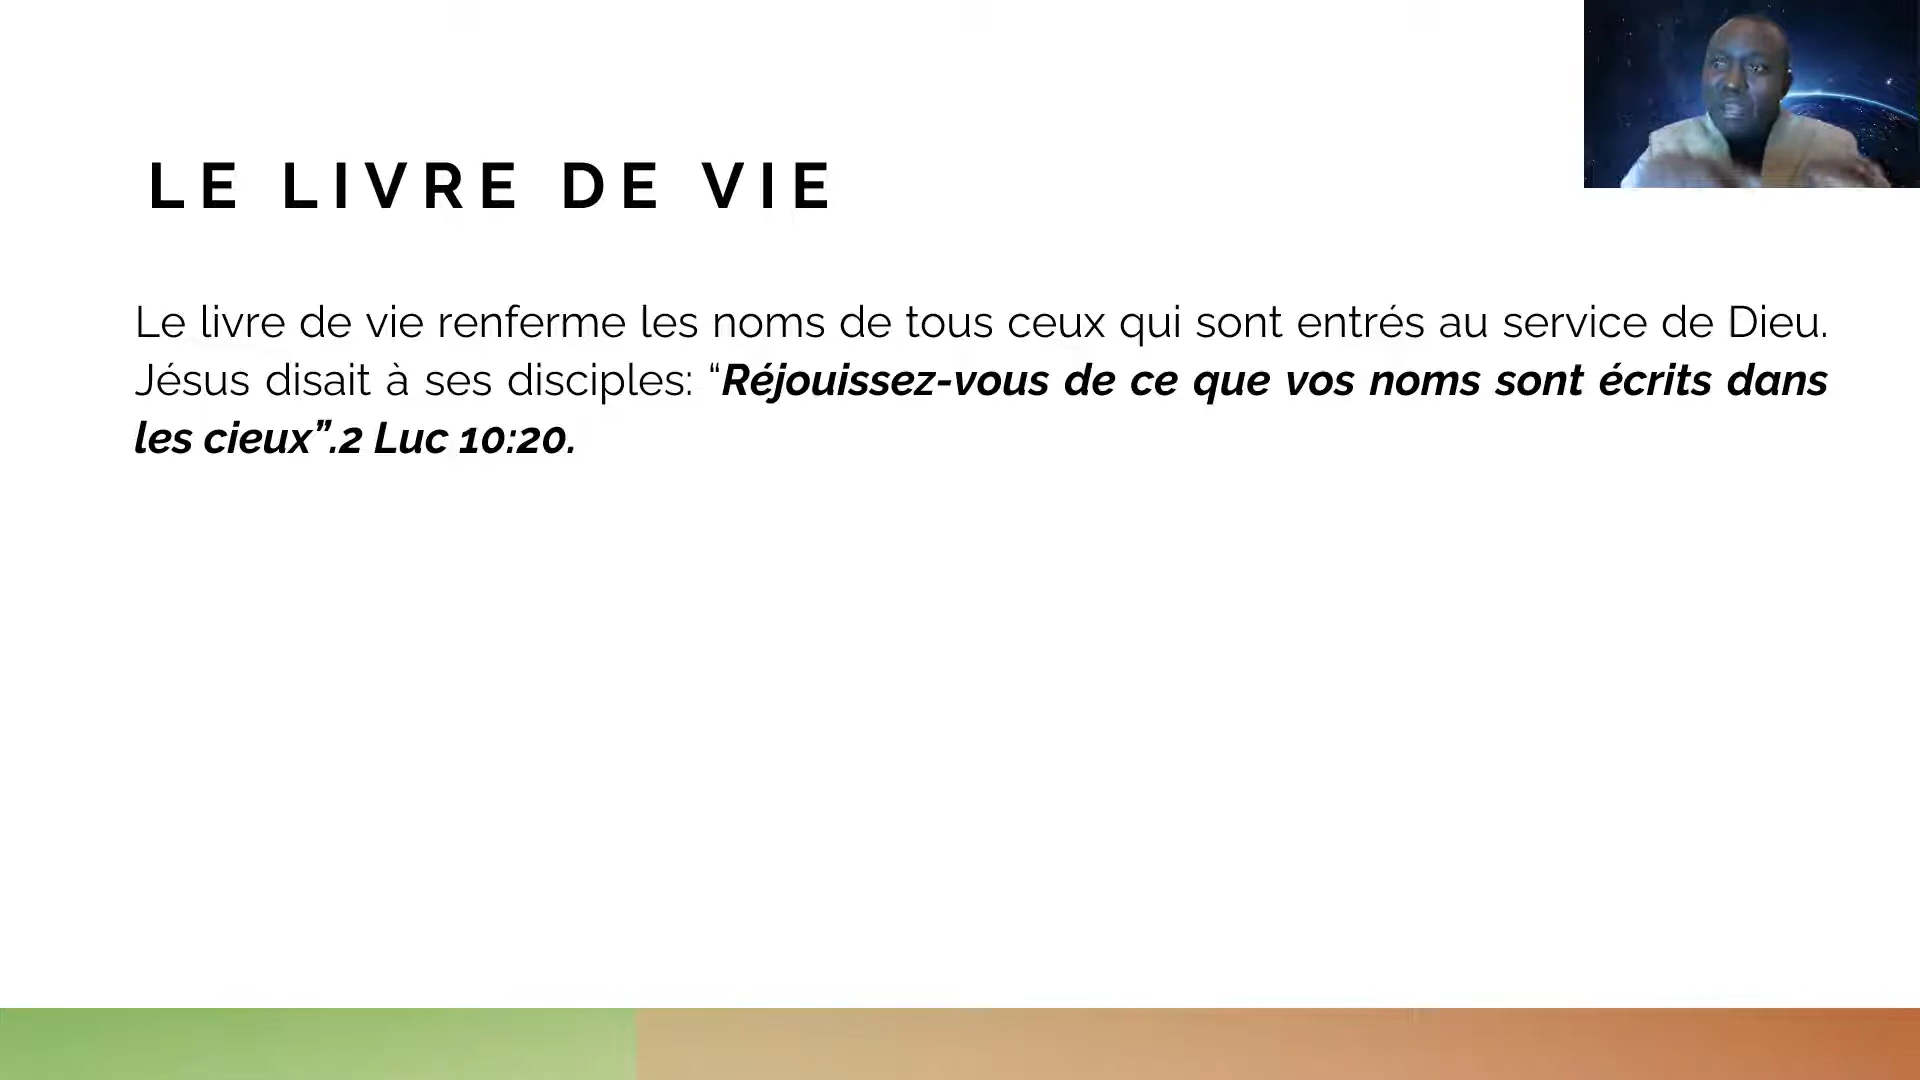 LE LIVRE DE VIE
Le livre de vie renferme les noms de tous ceux qui sont entrés au service de Dieu.
Jésus disait à ses disciples: “Réjouissez-vous de ce que vos noms sont écrits dans
les cieux”.2 Luc 10:20.